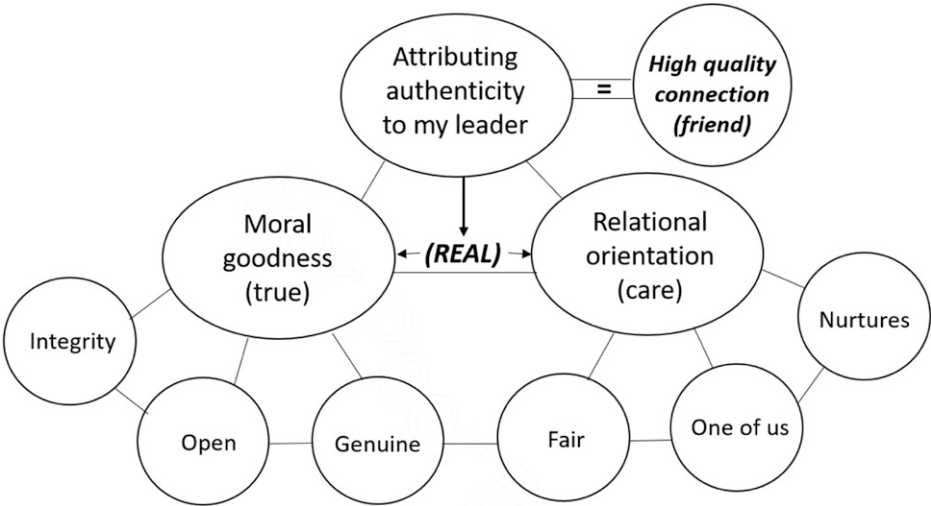 Attributing
authenticity
to my leader
=
High quality
connection
(friend)
Moral
goodness
(true)
(REAL)
Relational
orientation
(care)
Integrity
Open
Genuine
Fair
One of us
Nurtures